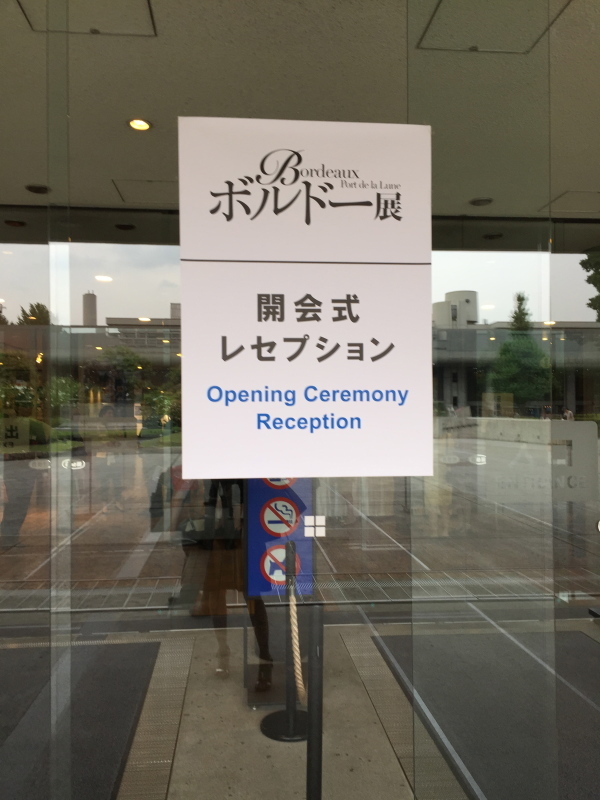 Bordeaux
Port de la Lune
ボルドー展
開会式
レセプション
Opening Ceremony
Reception
出